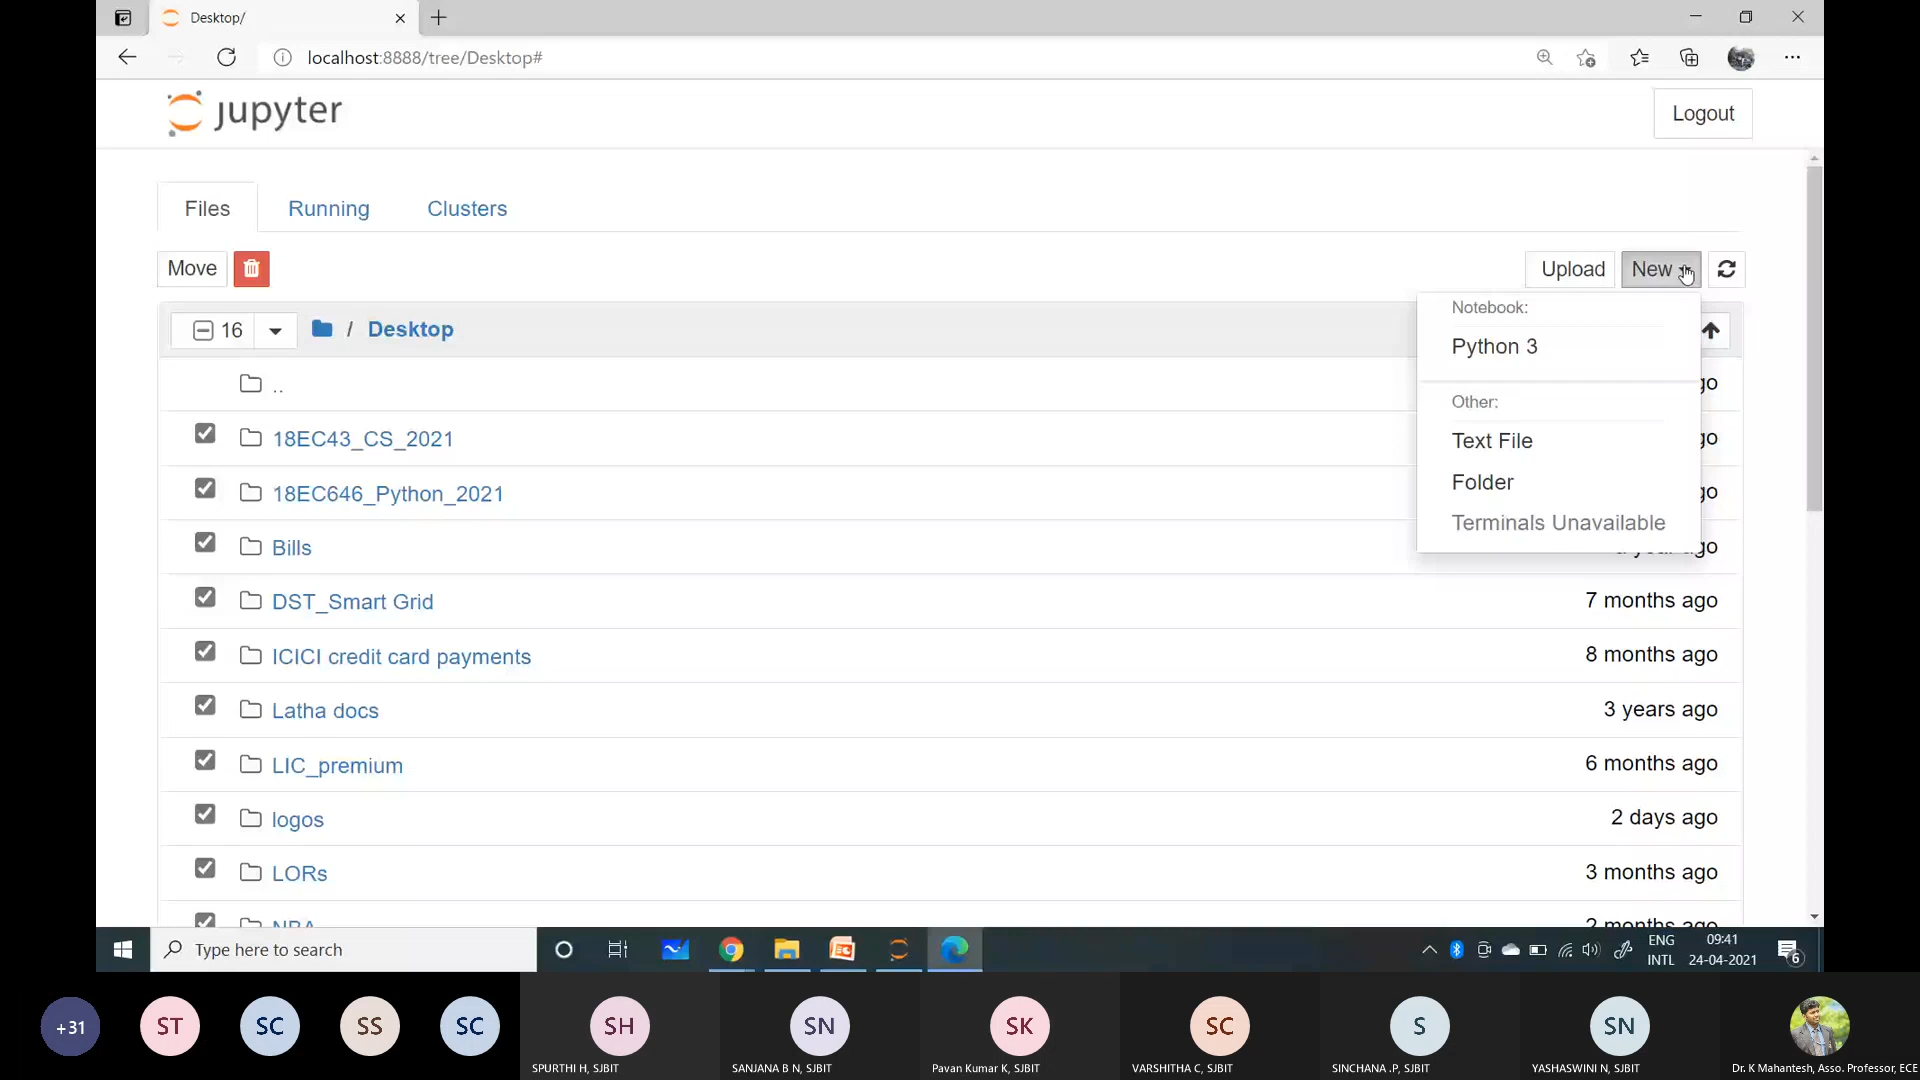 Desktop/
localhost:8888/tree/Desktop#
jupyter
Logout
Files Running Clusters
Move Upload New
16 / Desktop
Notebook:
Python 3
Other:
Text File
Folder
Terminals Unavailable
..
18EC43_CS_2021
18EC646_Python_2021
Bills
DST_Smart Grid 7 months ago
ICICI credit card payments 8 months ago
Latha docs 3 years ago
LIC_premium 6 months ago
logos 2 days ago
LORs 3 months ago
NBA 2 months ago
Type here to search
ENG
INTL
09:41
24-04-2021
6
+31 ST SC SS SC SH SN SK SC S SN
SPURTHI H, SJBIT SANJANA B N, SJBIT Pavan Kumar K, SJBIT VARSHITHA C, SJBIT SINCHANA .P, SJBIT YASHASWINI N, SJBIT Dr. K Mahantesh, Asso. Professor, ECE